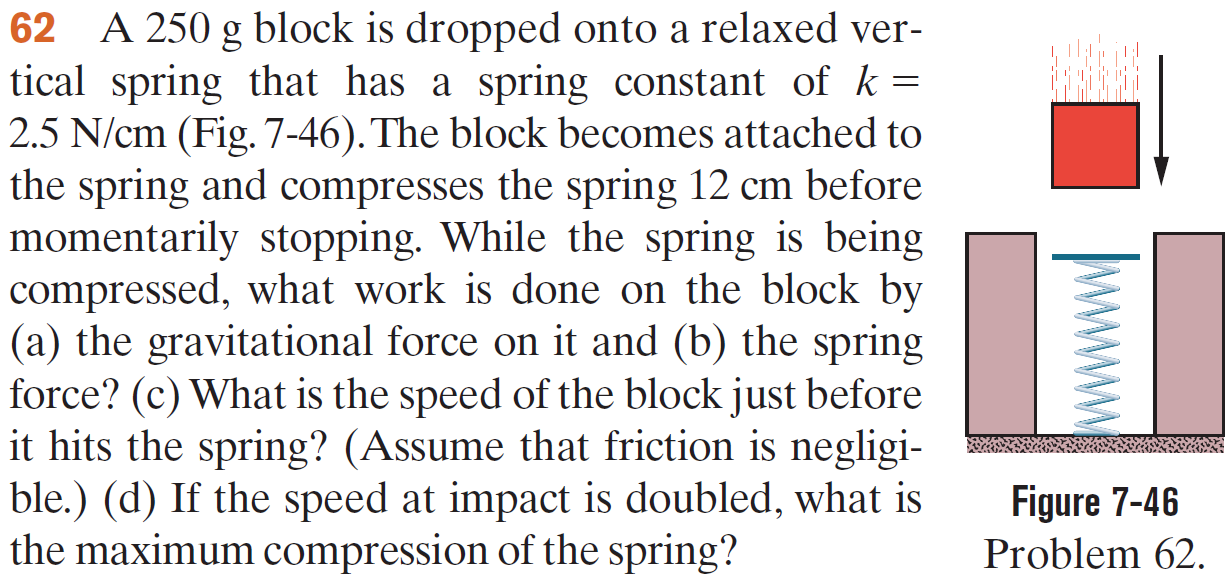 62 A 250 g block is dropped onto a relaxed ver-
tical spring that has a spring constant of k =
2.5 N/cm (Fig. 7-46). The block becomes attached to
the spring and compresses the spring 12 cm before
momentarily stopping. While the spring is being
compressed, what work is done on the block by
(a) the gravitational force on it and (b) the spring
force? (c) What is the speed of the block just before
it hits the spring? (Assume that friction is negligi-
ble.) (d) If the speed at impact is doubled, what is
the maximum compression of the spring?
Figure 7-46
Problem 62.